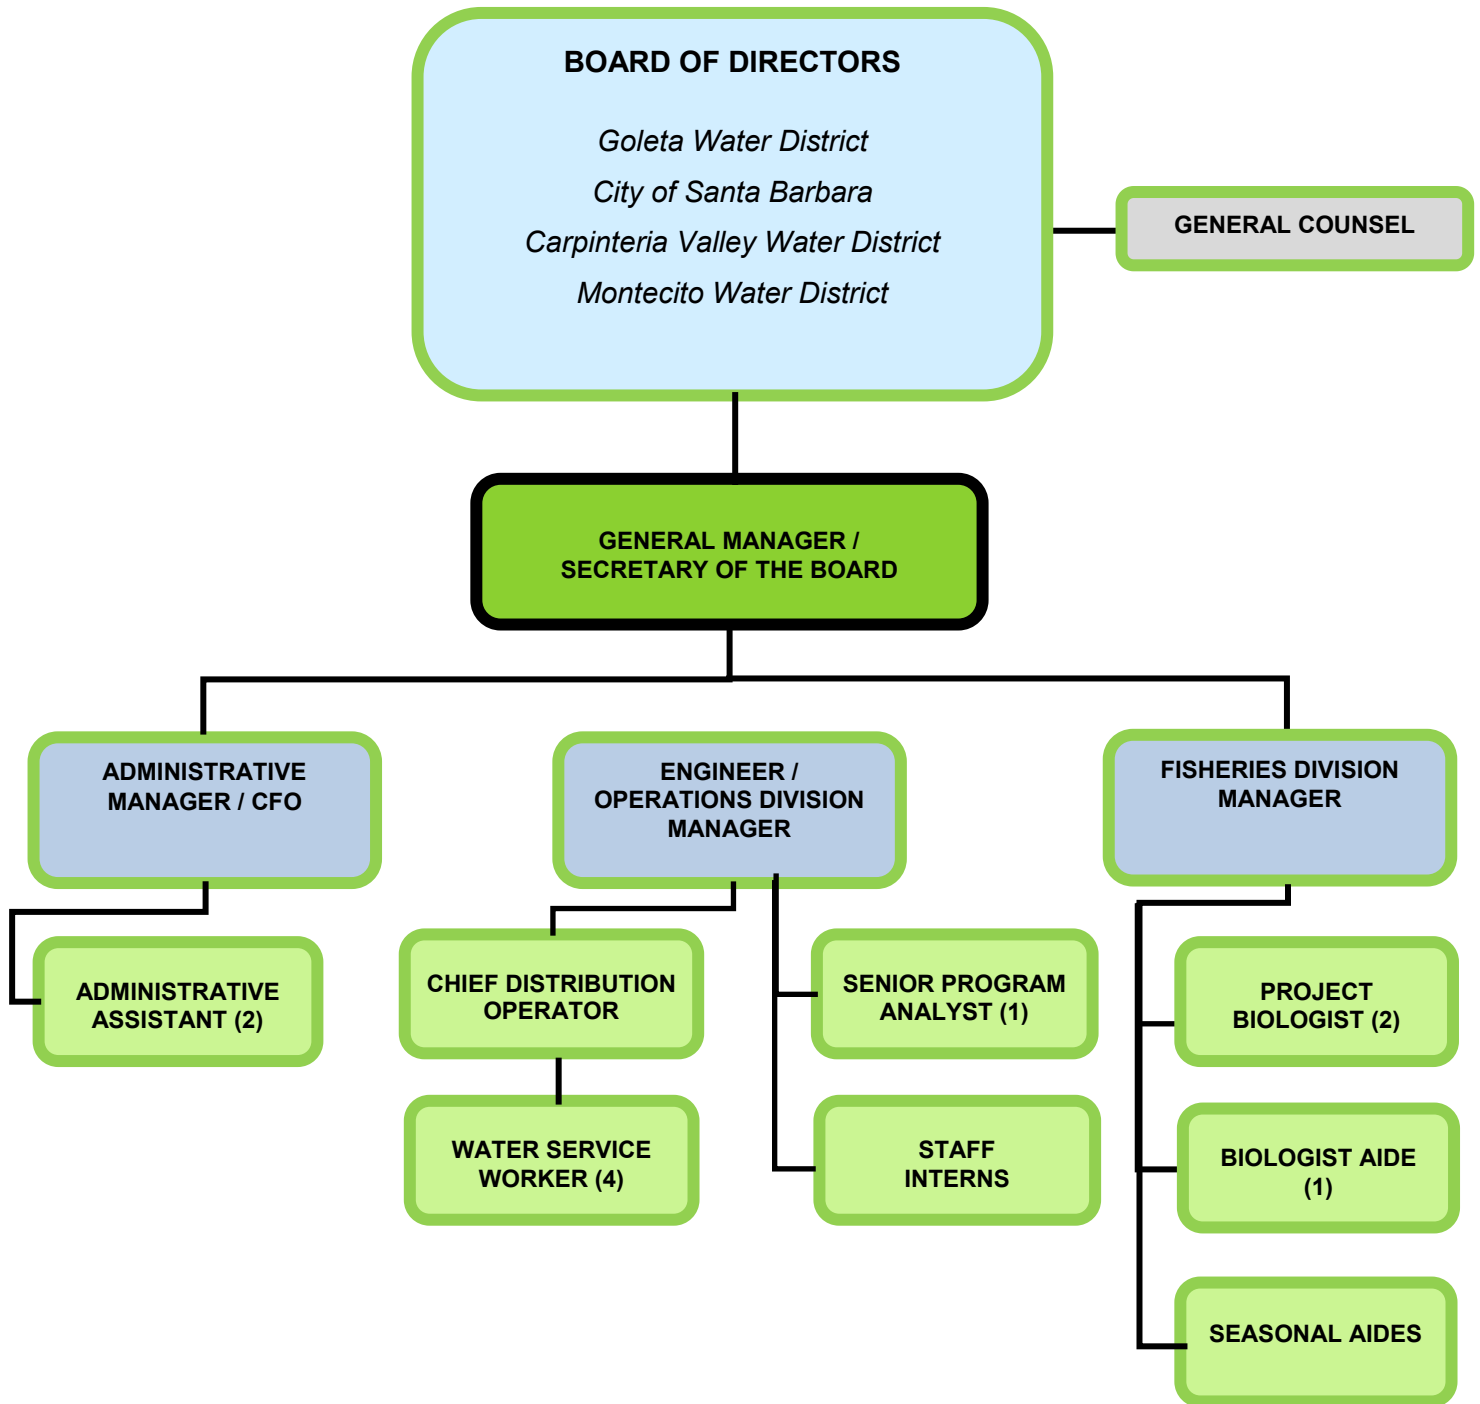 BOARD OF DIRECTORS
Goleta Water District
City of Santa Barbara
Carpinteria Valley Water District
Montecito Water District
GENERAL COUNSEL
GENERAL MANAGER /
SECRETARY OF THE BOARD
ADMINISTRATIVE
MANAGER / CFO
ENGINEER /
OPERATIONS DIVISION
MANAGER
FISHERIES DIVISION
MANAGER
ADMINISTRATIVE
ASSISTANT (2)
CHIEF DISTRIBUTION
OPERATOR
SENIOR PROGRAM
ANALYST (1)
PROJECT
BIOLOGIST (2)
WATER SERVICE
WORKER (4)
STAFF
INTERNS
BIOLOGIST AIDE
(1)
SEASONAL AIDES